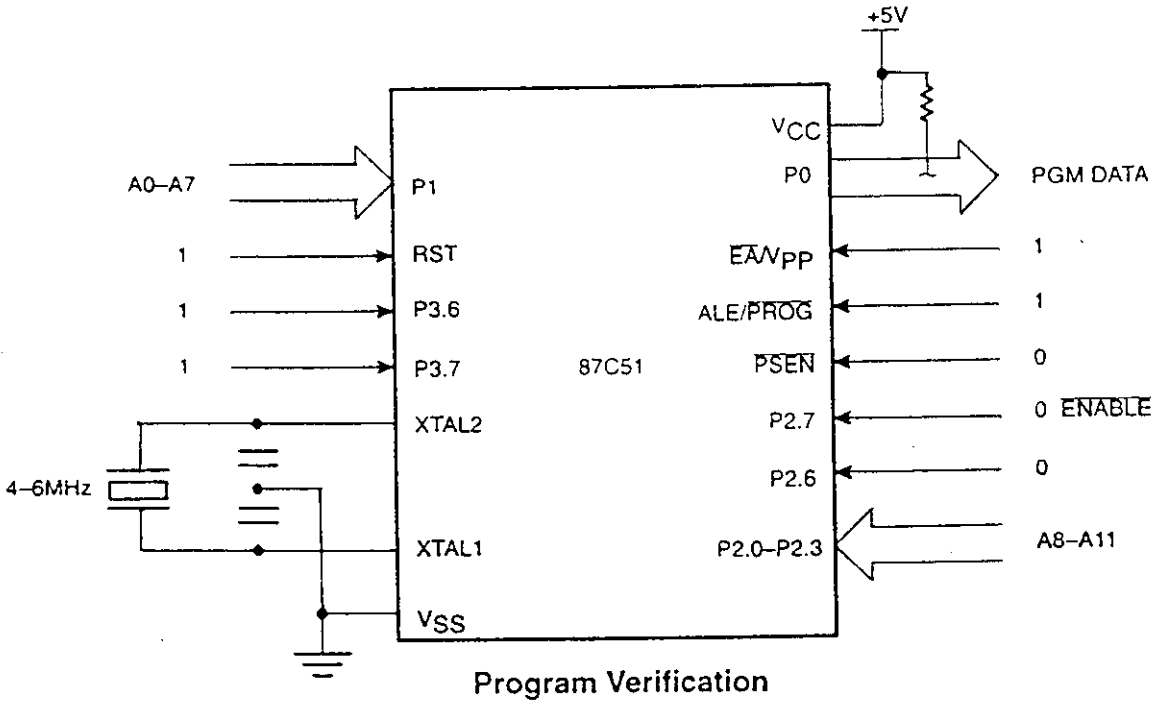 +5V
VCC
A0–A7
P1
P0
PGM DATA
1
RST
EA/VPP
1
1
P3.6
ALE/PROG
1
1
P3.7
87C51
PSEN
0
XTAL2
P2.7
0 ENABLE
4–6MHz
P2.6
0
XTAL1
P2.0–P2.3
A8–A11
VSS
Program Verification